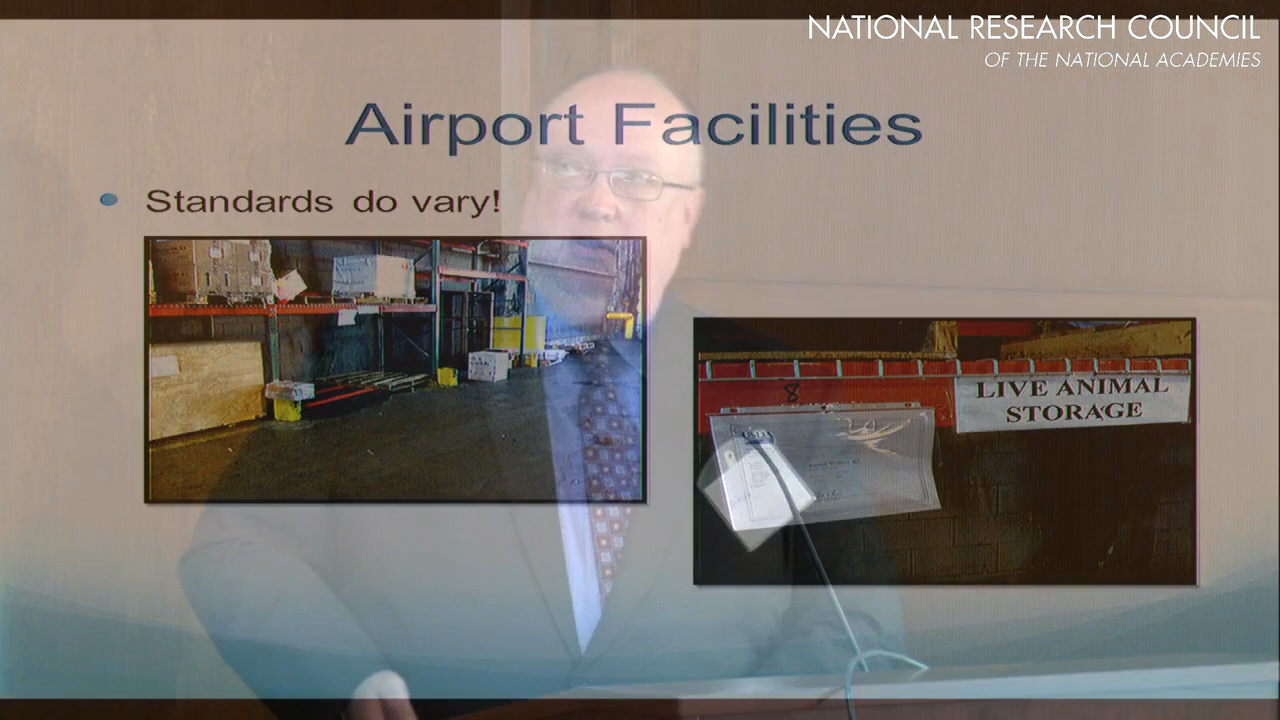 NATIONAL RESEARCH COUNCIL
OF THE NATIONAL ACADEMIES
Airport Facilities
Standards do vary!
8
LIVE ANIMAL
STORAGE